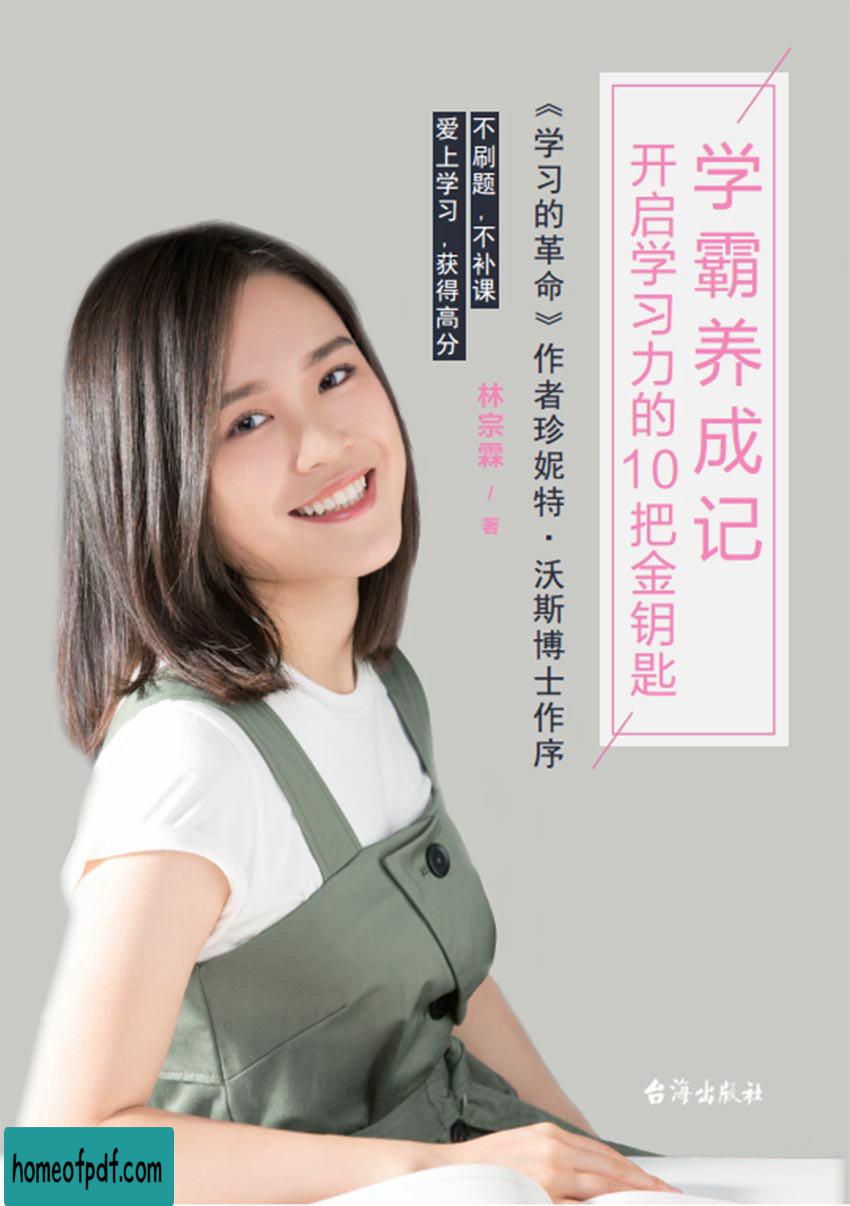 学霸养成记
开启学习力的10把金钥匙
《学习的革命》作者珍妮特·沃斯博士作序
林宗霖/著
不刷题，不补课
爱上学习，获得高分
台海出版社
homeofpdf.com